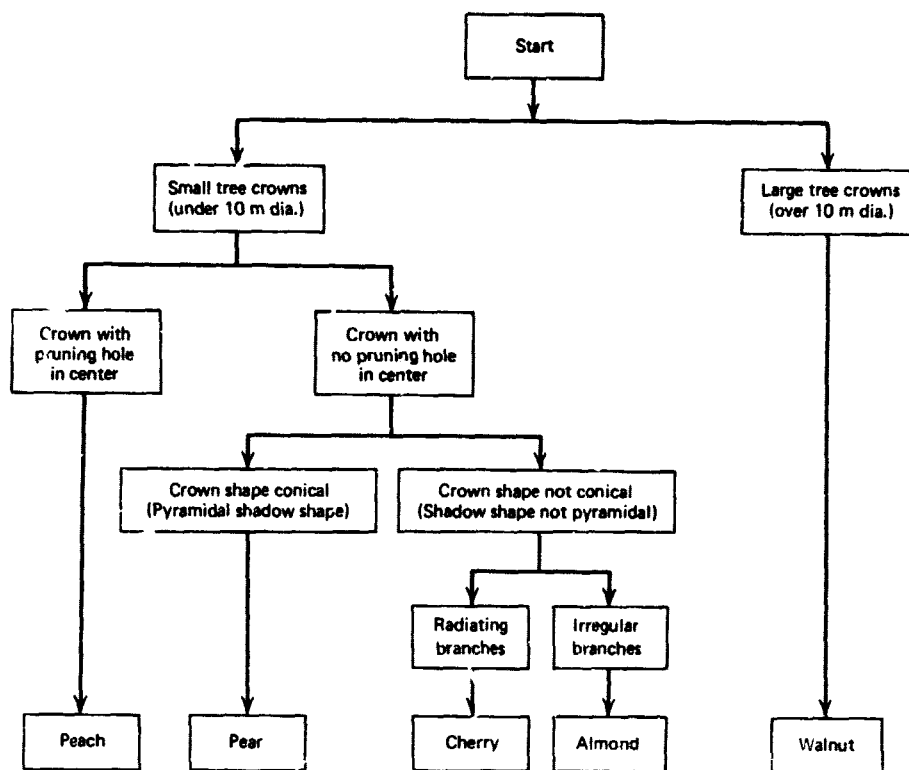 Start
Small tree crowns
(under 10 m dia.)
Large tree crowns
(over 10 m dia.)
Crown with
pruning hole
in center
Crown with
no pruning hole
in center
Crown shape conical
(Pyramidal shadow shape)
Crown shape not conical
(Shadow shape not pyramidal)
Radiating
branches
Irregular
branches
Peach
Pear
Cherry
Almond
Walnut